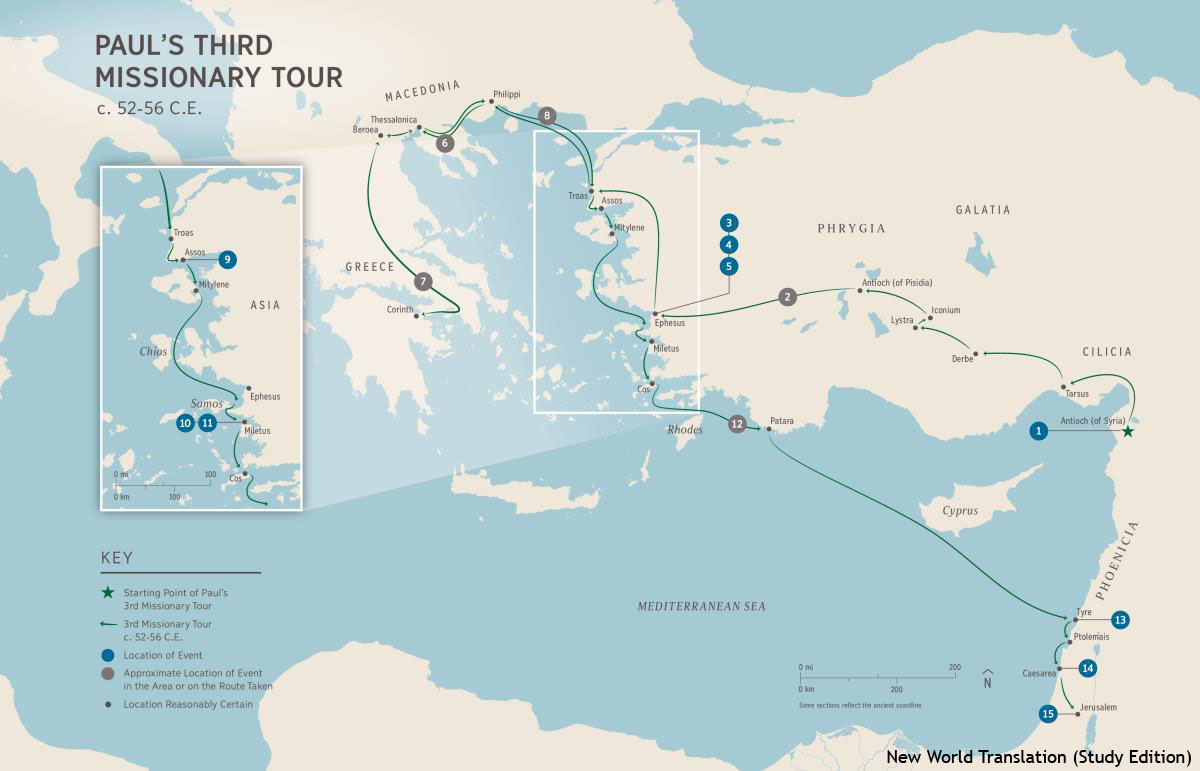 PAUL'S THIRD
MISSIONARY TOUR
c. 52-56 C.E.
MACEDONIA
Philippi
Thessalonica
Beroea
8
6
Troas
Assos
Mitylene
3
4
5
PHRYGIA
GALATIA
GREECE
7
Corinth
2
Antioch (of Pisidia)
Iconium
Lystra
Derbe
CILICIA
Tarsus
Ephesus
Miletus
Cos
Rhodes
12
Patara
Antioch (of Syria)
1
Cyprus
PHOENICIA
MEDITERRANEAN SEA
Tyre
13
Ptolemais
Caesarea
14
Jerusalem
15
Troas
Assos
9
Mitylene
ASIA
Chios
Ephesus
Samos
10
11
Miletus
Cos
0 mi
100
0 km
100
KEY
Starting Point of Paul's
3rd Missionary Tour
3rd Missionary Tour
c. 52-56 C.E.
Location of Event
Approximate Location of Event
in the Area or on the Route Taken
Location Reasonably Certain
0 mi
200
0 km
200
N
Some sections reflect the ancient coastline
New World Translation (Study Edition)